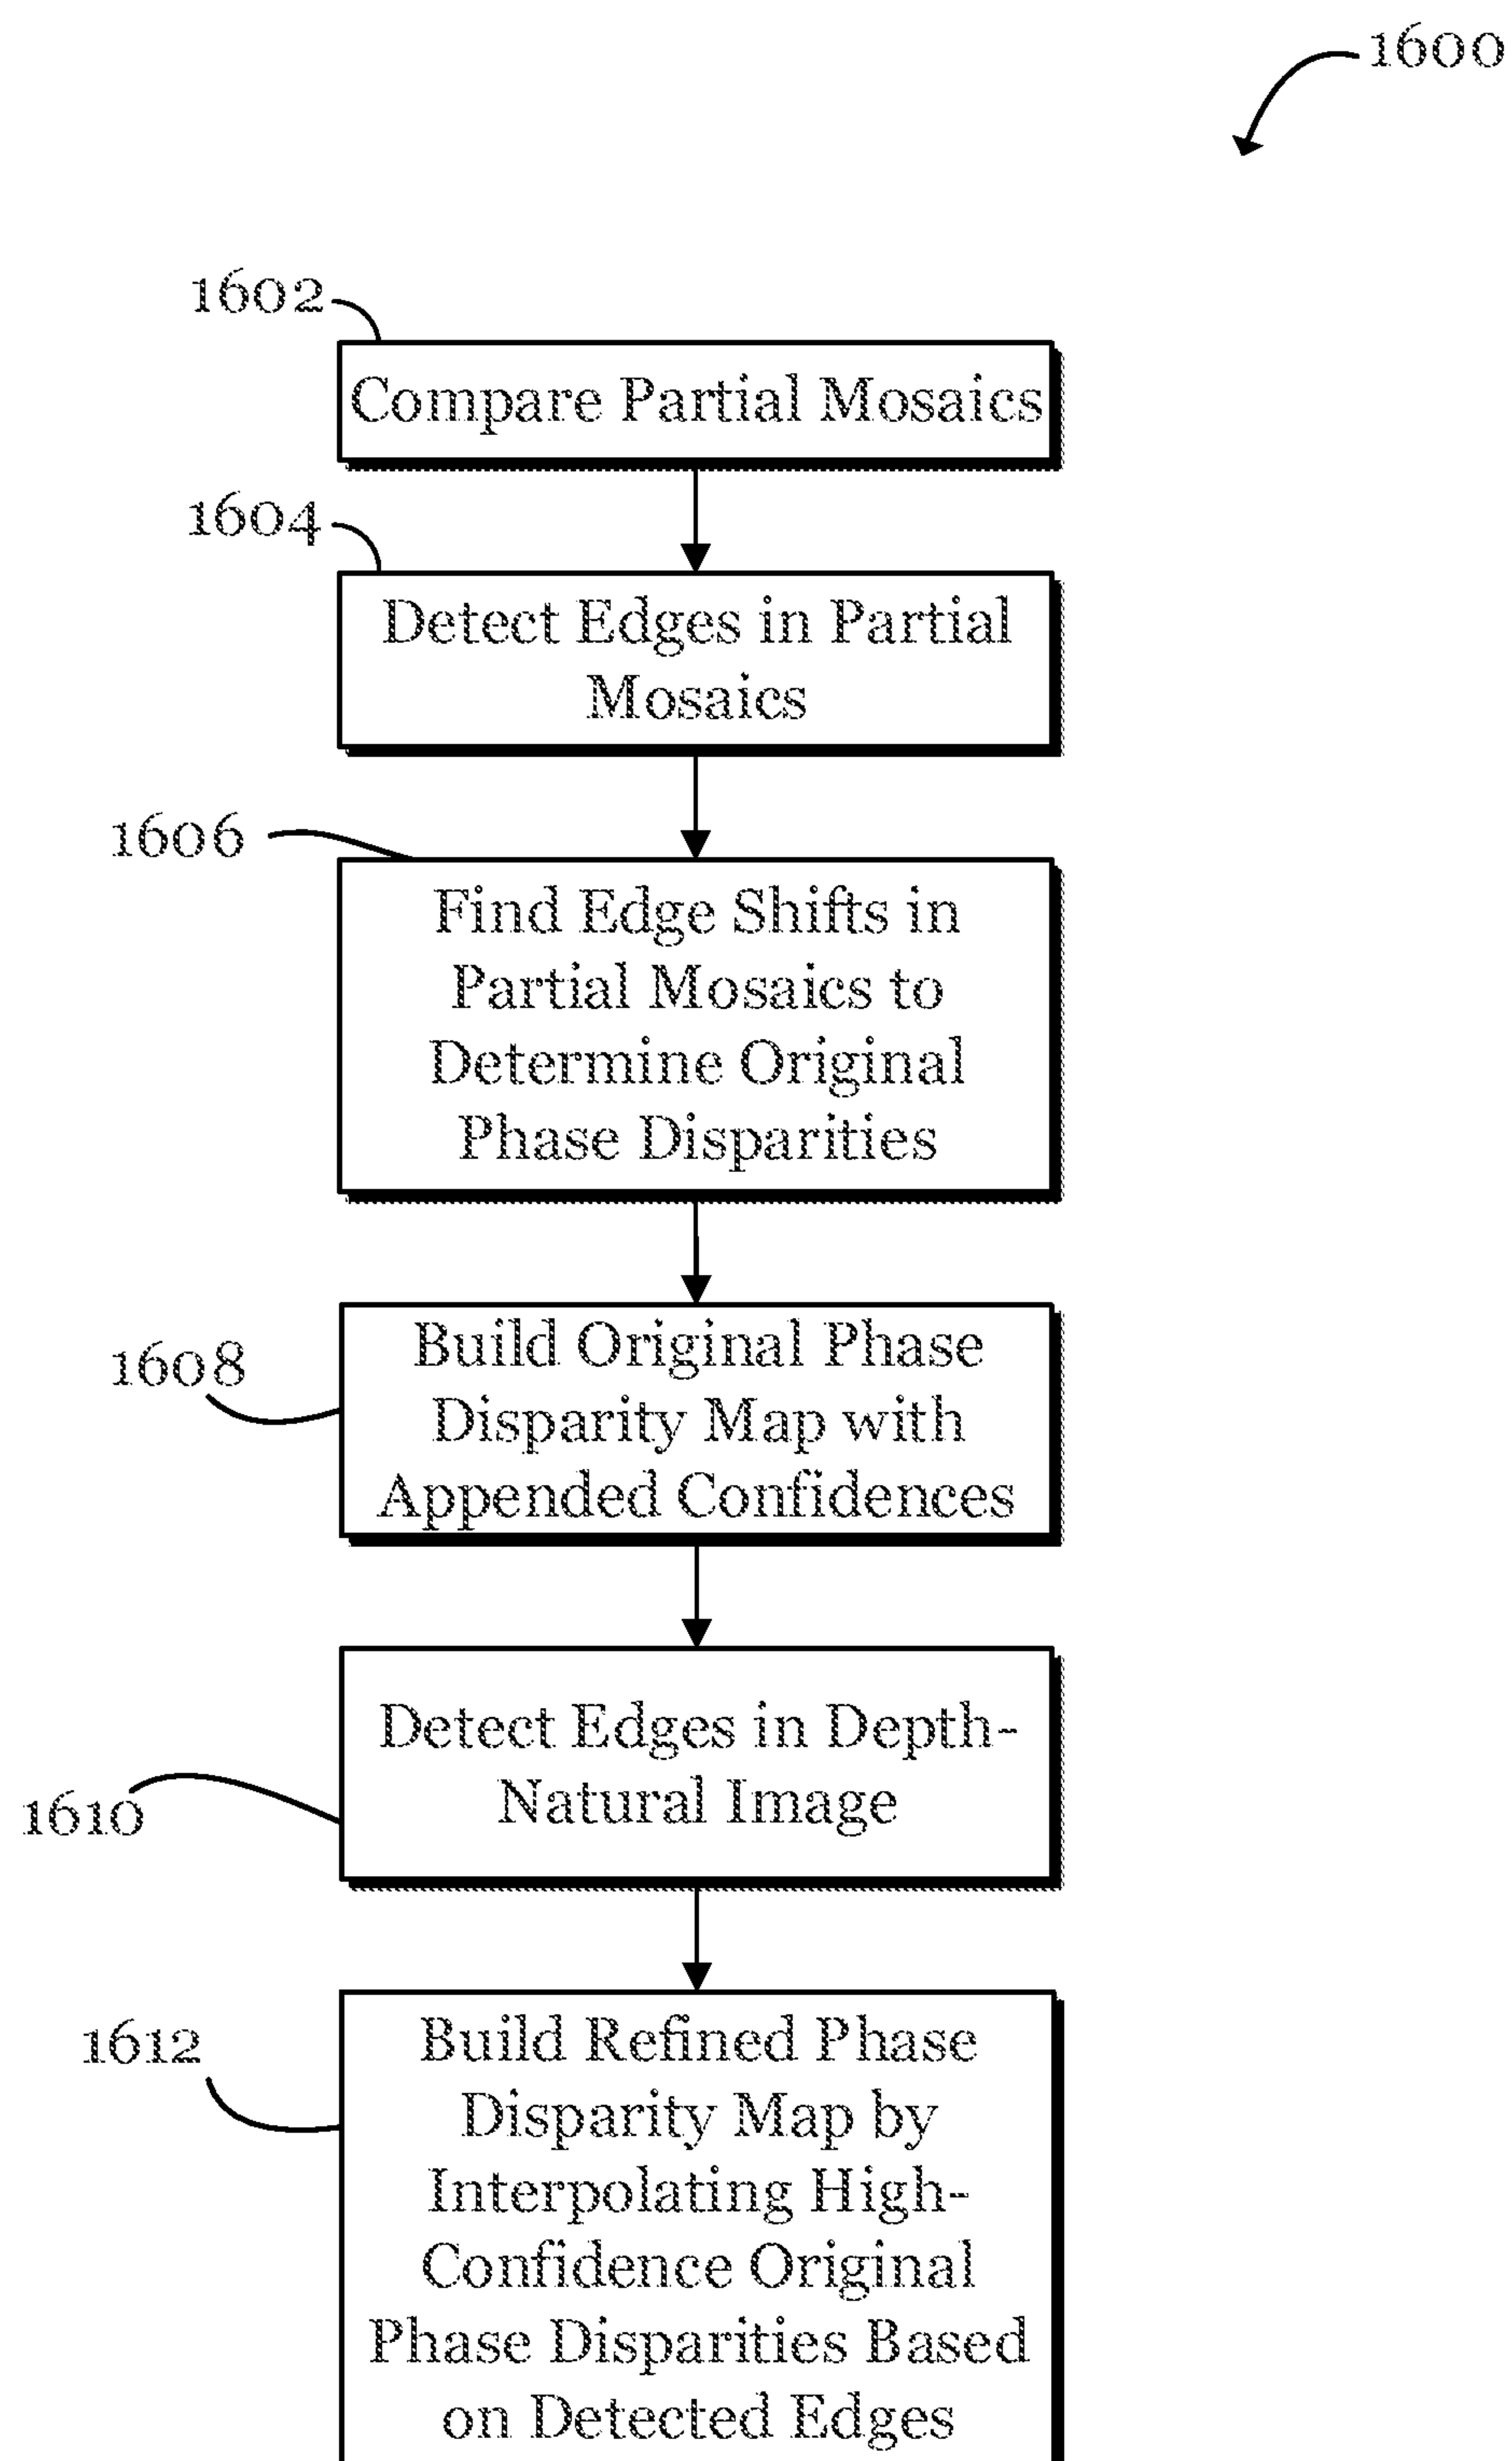 1600
1602
Compare Partial Mosaics
1604
Detect Edges in Partial
Mosaics
1606
Find Edge Shifts in
Partial Mosaics to
Determine Original
Phase Disparities
1608
Build Original Phase
Disparity Map with
Appended Confidences
1610
Detect Edges in Depth-
Natural Image
1612
Build Refined Phase
Disparity Map by
Interpolating High-
Confidence Original
Phase Disparities Based
on Detected Edges